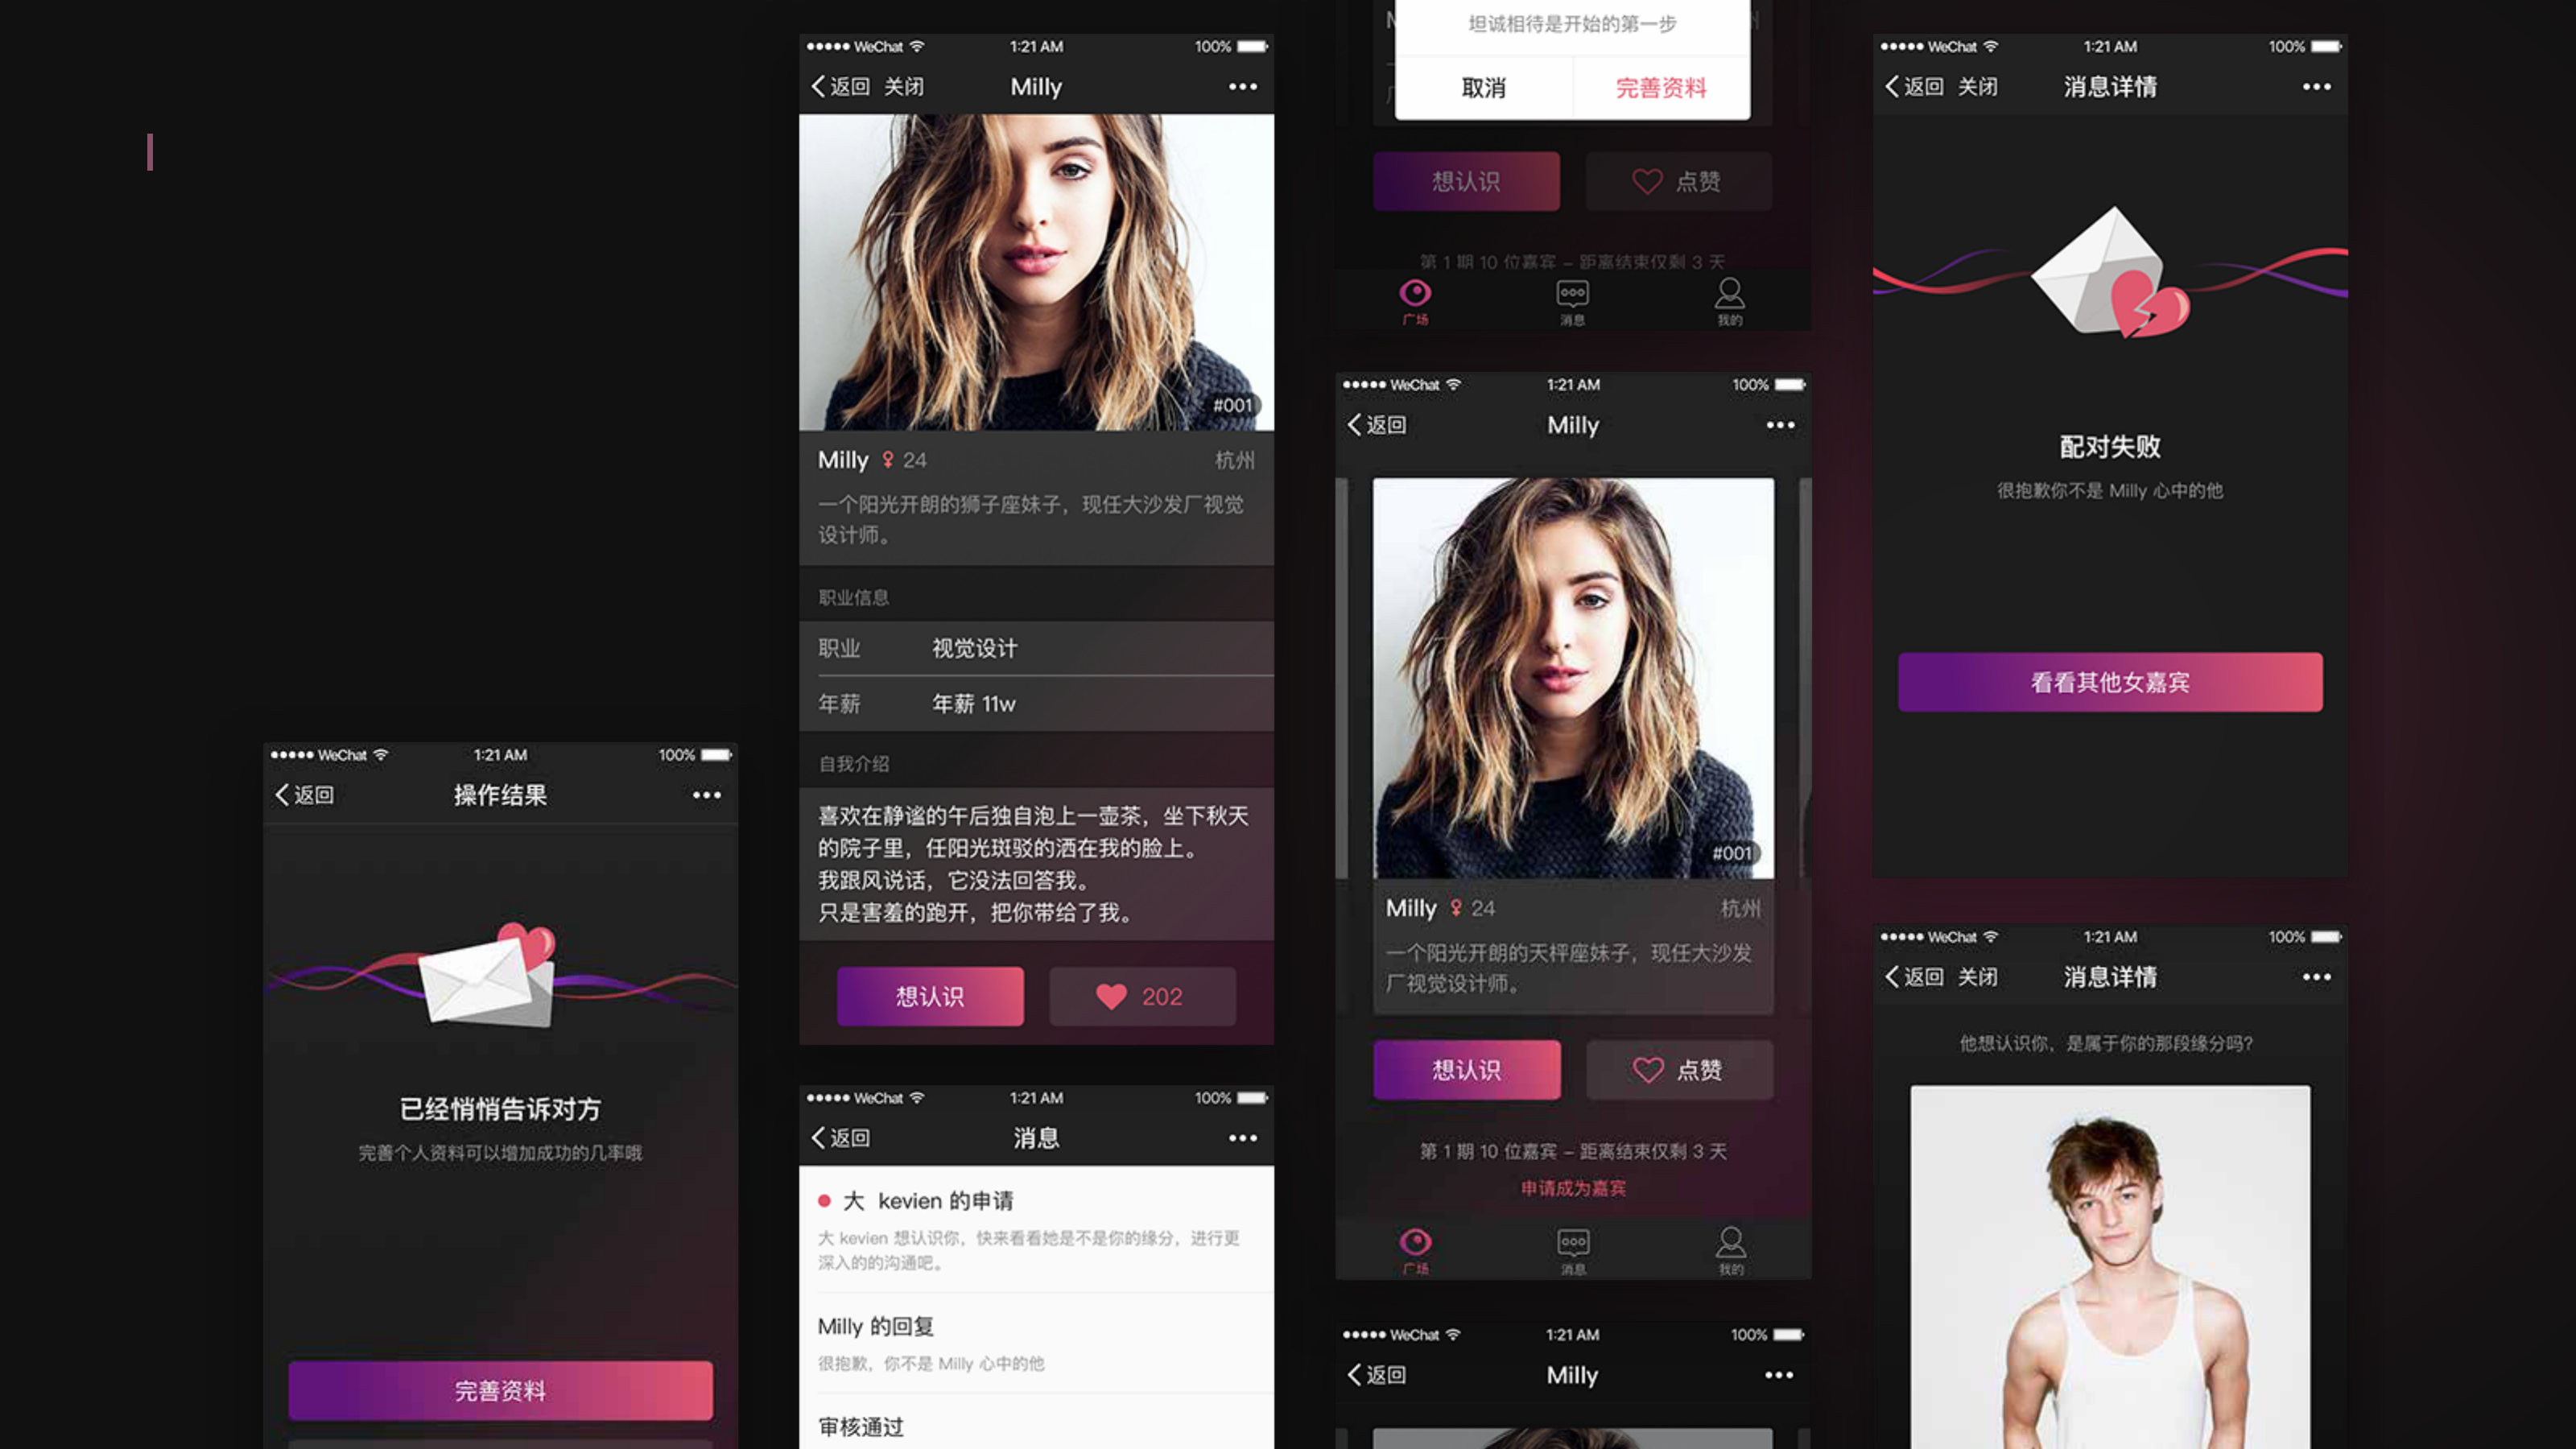 WeChat 1:21 AM 100%
返回 操作结果
已经悄悄告诉对方
完善个人资料可以增加成功的几率哦
完善资料
WeChat 1:21 AM 100%
返回 关闭 Milly
#001
Milly ♀ 24 杭州
一个阳光开朗的狮子座妹子，现任大沙发厂视觉
设计师。
职业信息
职业 视觉设计
年薪 年薪 11w
自我介绍
喜欢在静谧的午后独自泡上一壶茶，坐下秋天
的院子里，任阳光斑驳的洒在我的脸上。
我跟风说话，它没法回答我。
只是害羞的跑开，把你带给了我。
想认识 202
WeChat 1:21 AM 100%
返回 消息
大 kevien 的申请
大 kevien 想认识你，快来看看她是不是你的缘分，进行更
深入的的沟通吧。
Milly 的回复
很抱歉，你不是 Milly 心中的他
审核通过
坦诚相待是开始的第一步
取消 完善资料
想认识 点赞
第 1 期 10 位嘉宾 – 距离结束仅剩 3 天
广场 消息 我的
WeChat 1:21 AM 100%
返回 Milly
#001
Milly ♀ 24 杭州
一个阳光开朗的天枰座妹子，现任大沙发
厂视觉设计师。
想认识 点赞
第 1 期 10 位嘉宾 – 距离结束仅剩 3 天
申请成为嘉宾
广场 消息 我的
WeChat 1:21 AM 100%
返回 Milly
WeChat 1:21 AM 100%
返回 关闭 消息详情
配对失败
很抱歉你不是 Milly 心中的他
看看其他女嘉宾
WeChat 1:21 AM 100%
返回 关闭 消息详情
他想认识你，是属于你的那段缘分吗?